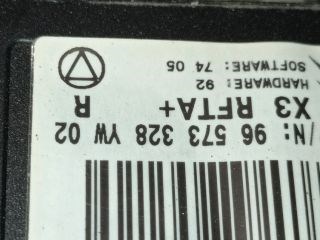 /N: 96 573 328 YW 02
X3 RFTA+ R
HARDWARE: 92
SOFTWARE: 74 05